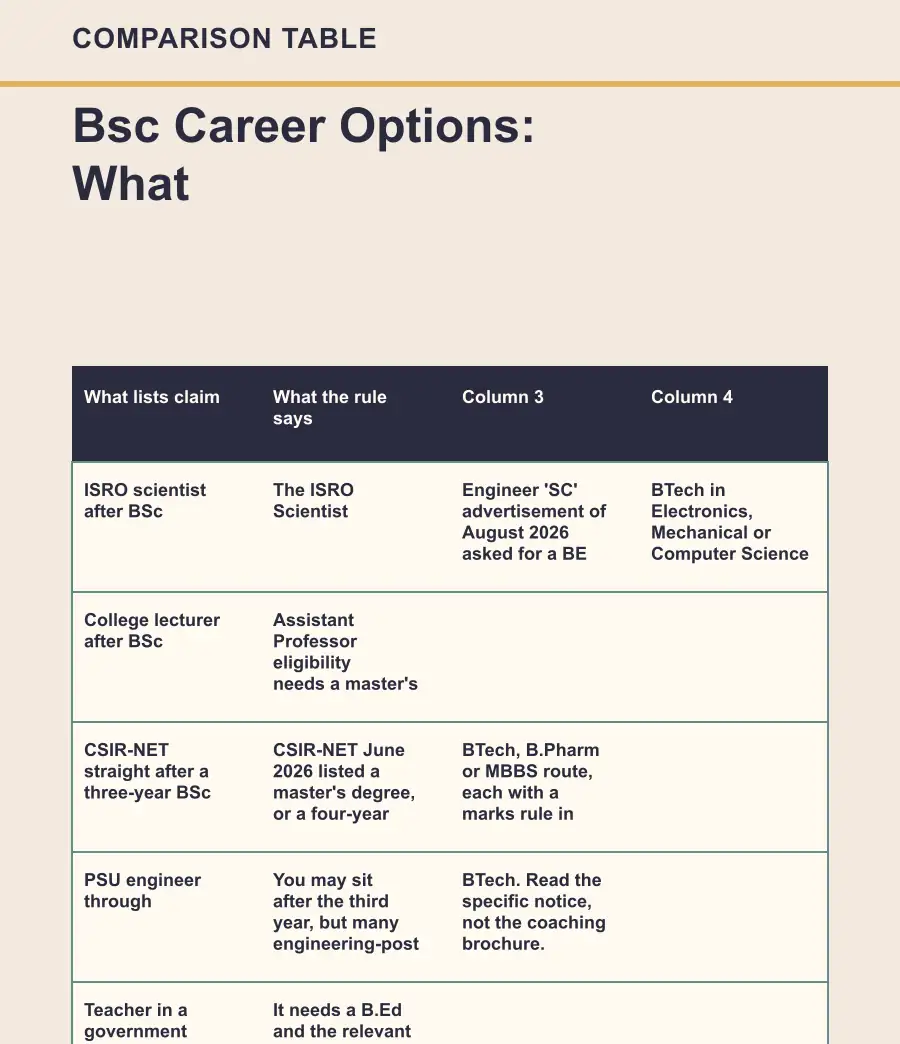 COMPARISON TABLE
Bsc Career Options:
What
What lists claim
What the rule
says
Column 3
Column 4
ISRO scientist
after BSc
The ISRO
Scientist
Engineer 'SC'
advertisement of
August 2026
asked for a BE
BTech in
Electronics,
Mechanical or
Computer Science
College lecturer
after BSc
Assistant
Professor
eligibility
needs a master's
CSIR-NET
straight after a
three-year BSc
CSIR-NET June
2026 listed a
master's degree,
or a four-year
BTech, B.Pharm
or MBBS route,
each with a
marks rule in
PSU engineer
through
You may sit
after the third
year, but many
engineering-post
BTech. Read the
specific notice,
not the coaching
brochure.
Teacher in a
government
It needs a B.Ed
and the relevant